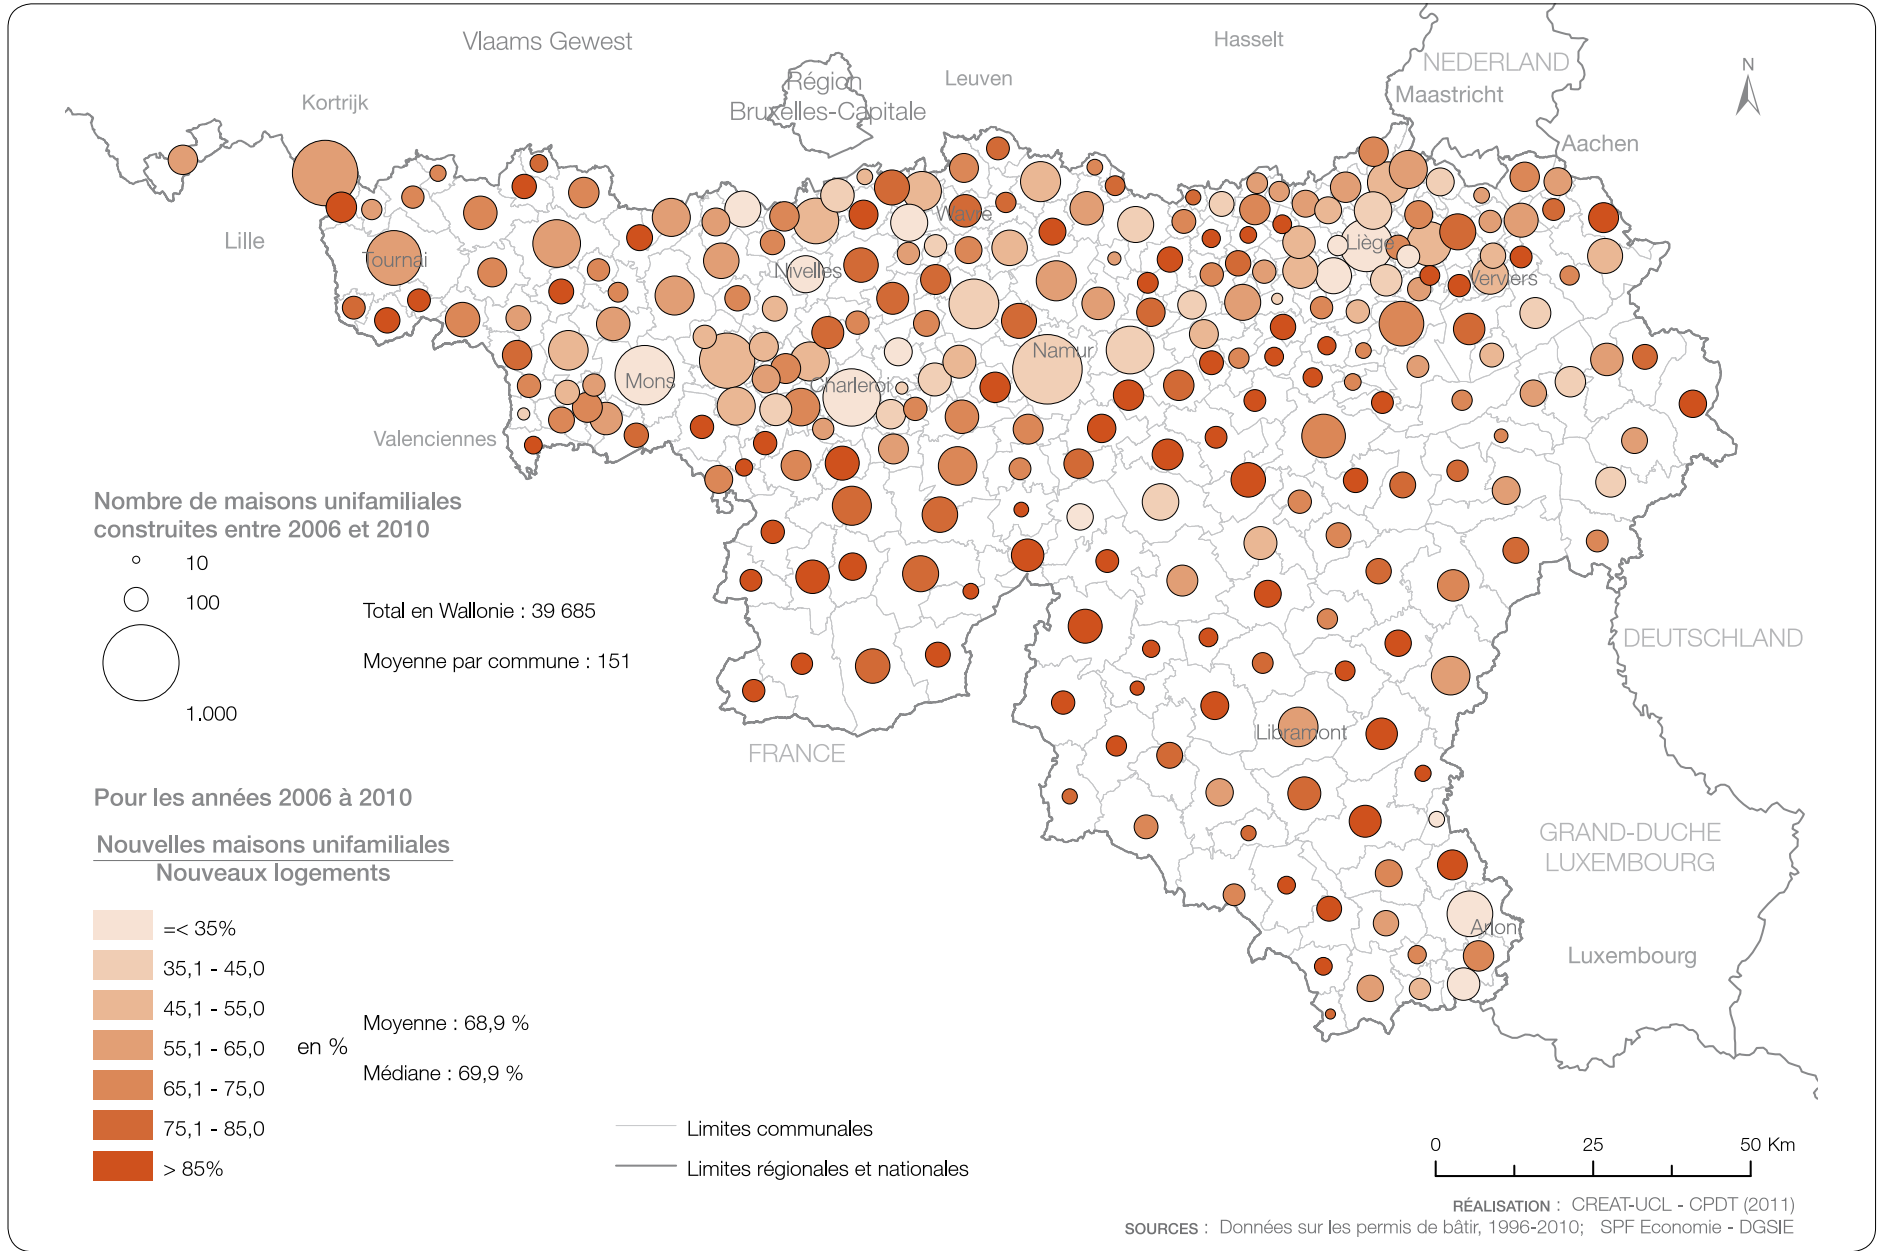 Vlaams Gewest
Hasselt
NEDERLAND
Maastricht
N
Région
Bruxelles-Capitale
Leuven
Kortrijk
Aachen
Lille
Tournai
Wavre
Nivelles
Liège
Verviers
Namur
Mons
Charleroi
Valenciennes
Nombre de maisons unifamiliales
construites entre 2006 et 2010
10
100
1.000
Total en Wallonie : 39 685
Moyenne par commune : 151
DEUTSCHLAND
FRANCE
Libramont
GRAND-DUCHE
LUXEMBOURG
Arlon
Luxembourg
Pour les années 2006 à 2010
Nouvelles maisons unifamiliales
Nouveaux logements
=< 35%
35,1 - 45,0
45,1 - 55,0
55,1 - 65,0
65,1 - 75,0
75,1 - 85,0
> 85%
en %
Moyenne : 68,9 %
Médiane : 69,9 %
Limites communales
Limites régionales et nationales
0 25 50 Km
RÉALISATION : CREAT-UCL - CPDT (2011)
SOURCES : Données sur les permis de bâtir, 1996-2010; SPF Economie - DGSIE